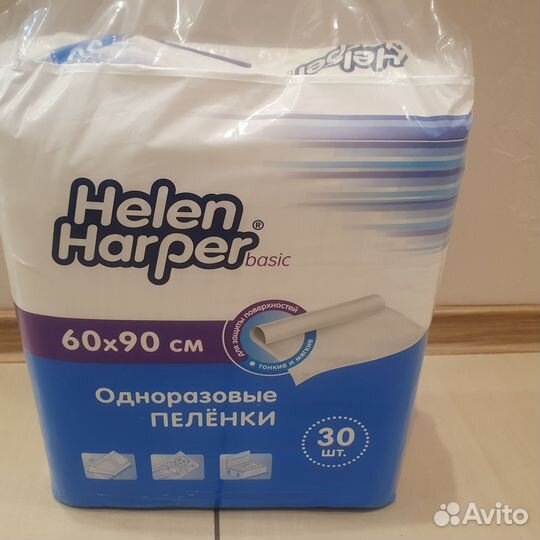 Helen
Harper®
basic
для защиты поверхностей
• тонкие и мягкие
60x90 см
Одноразовые
ПЕЛЁНКИ
30
шт.
Avito